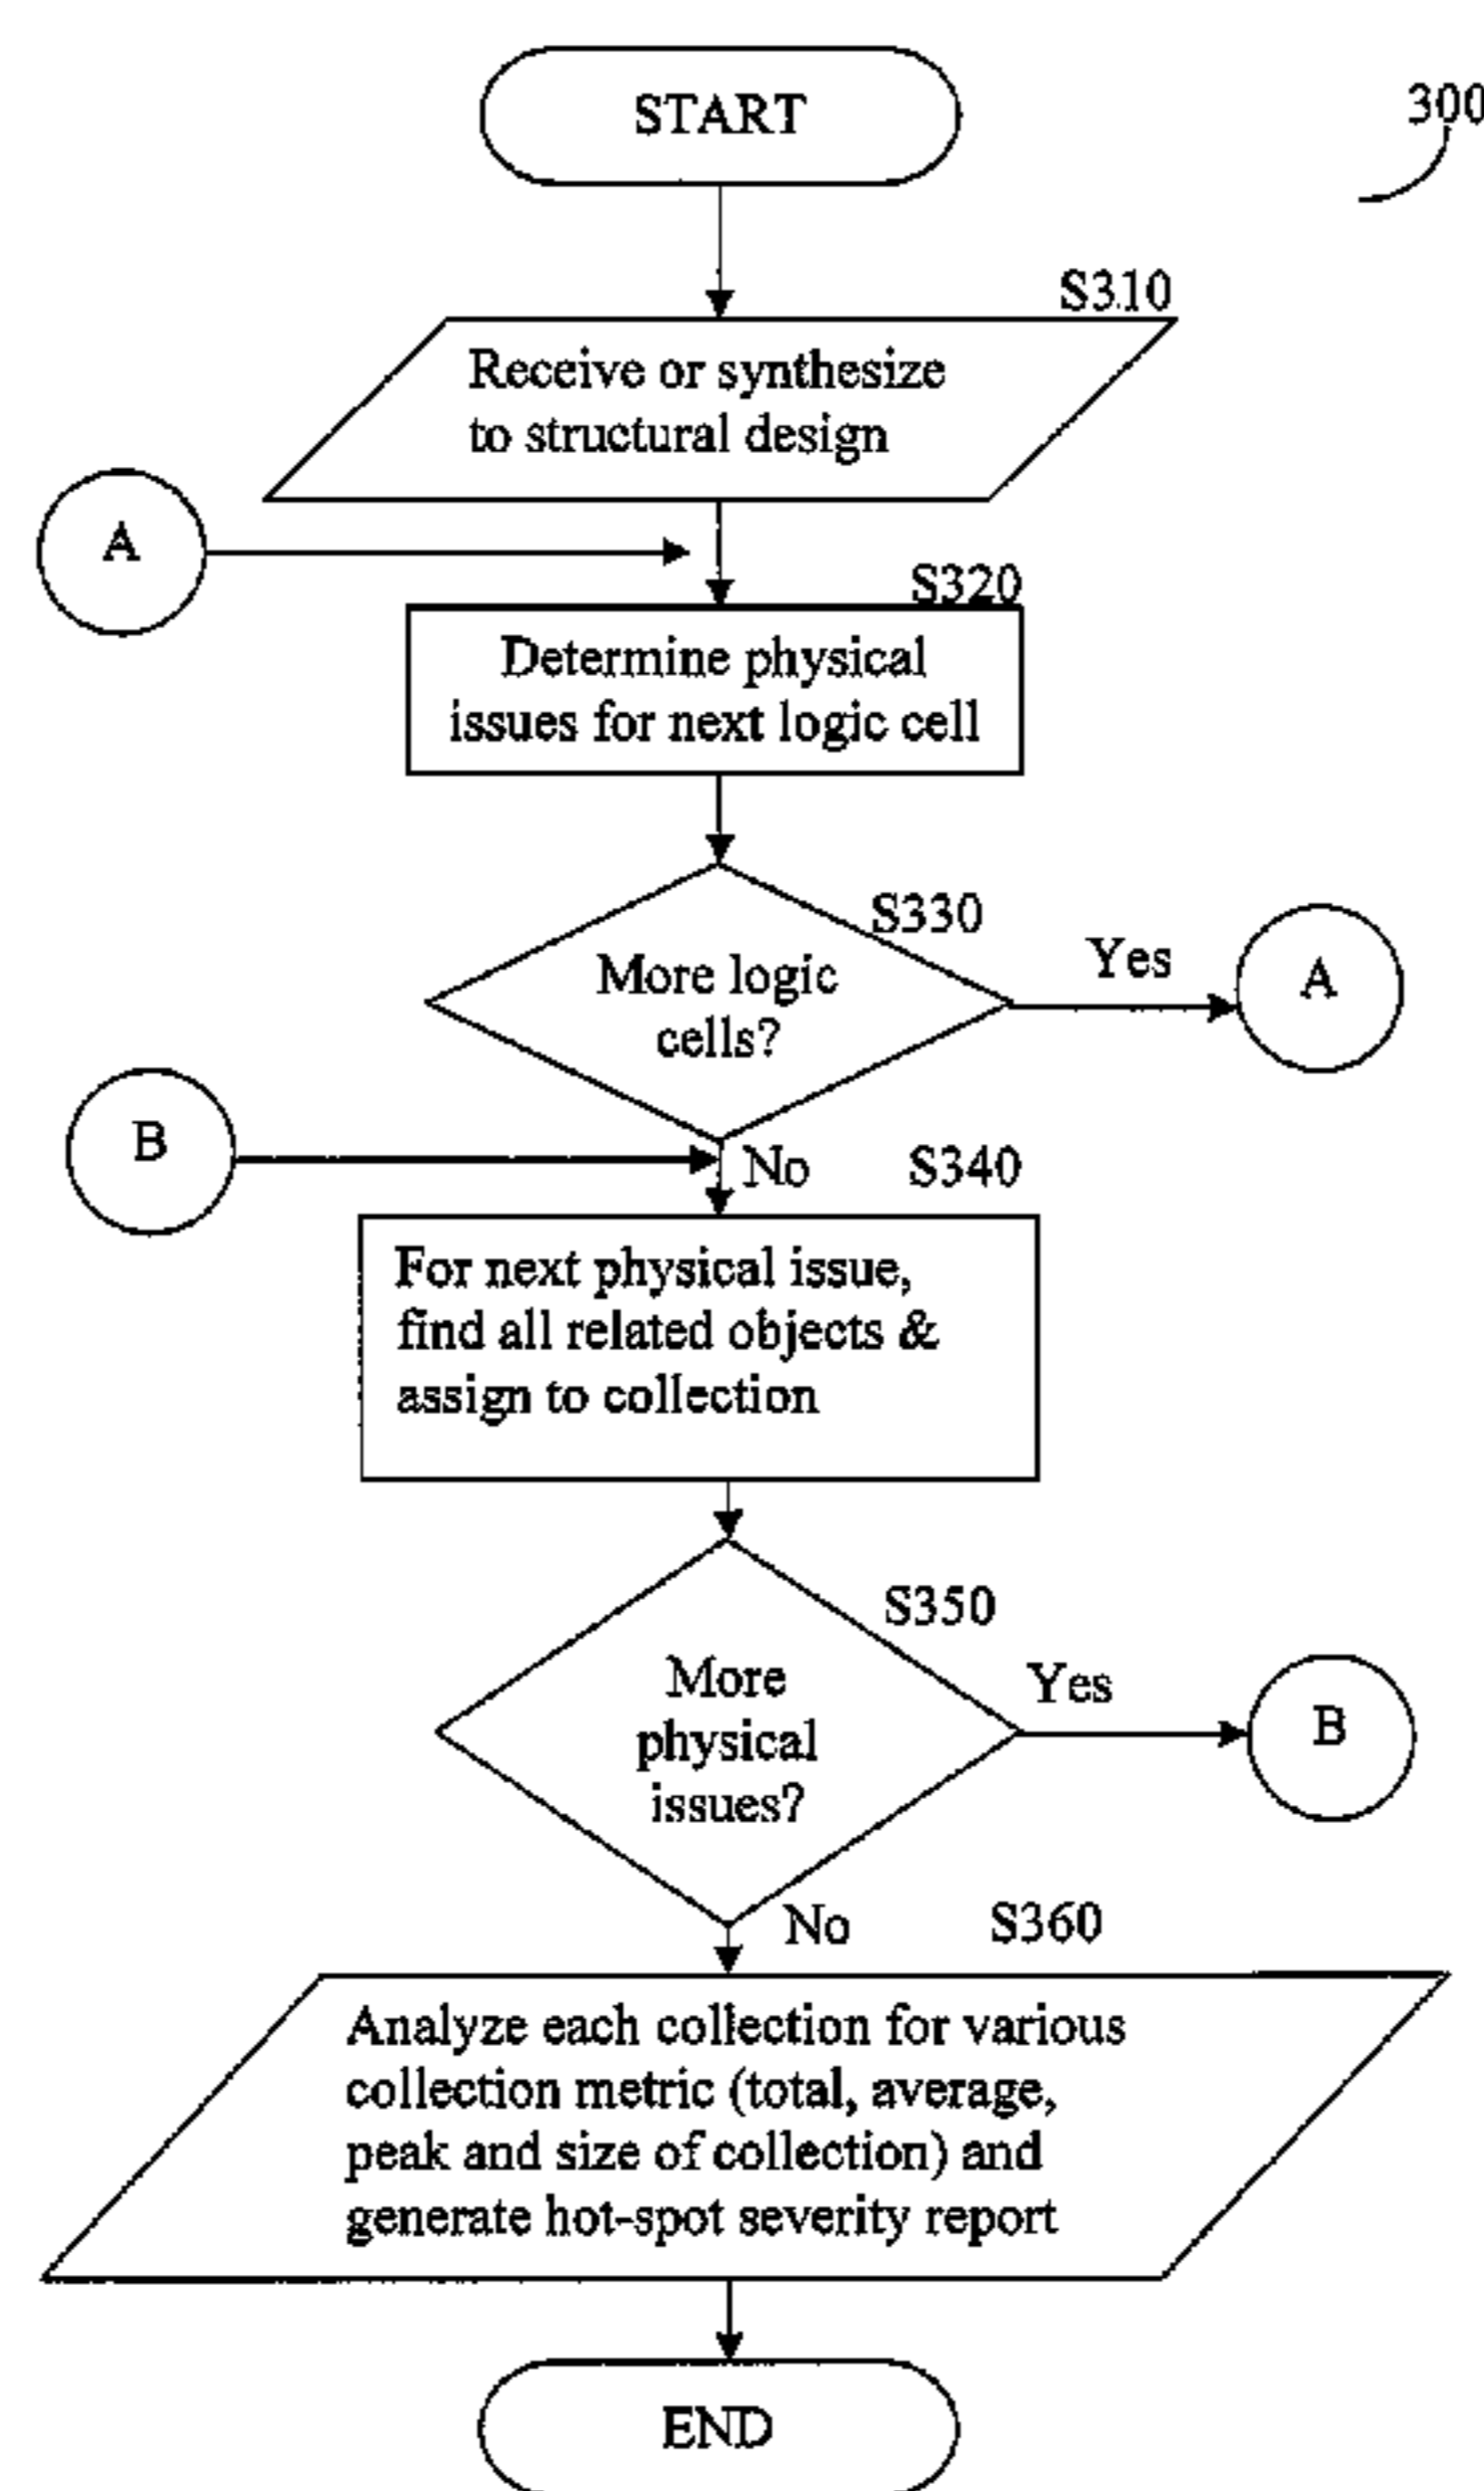 START
300
S310
Receive or synthesize
to structural design
A
S320
Determine physical
issues for next logic cell
S330
More logic
cells?
Yes
A
B
No
S340
For next physical issue,
find all related objects &
assign to collection
S350
More
physical
issues?
Yes
B
No
S360
Analyze each collection for various
collection metric (total, average,
peak and size of collection) and
generate hot-spot severity report
END